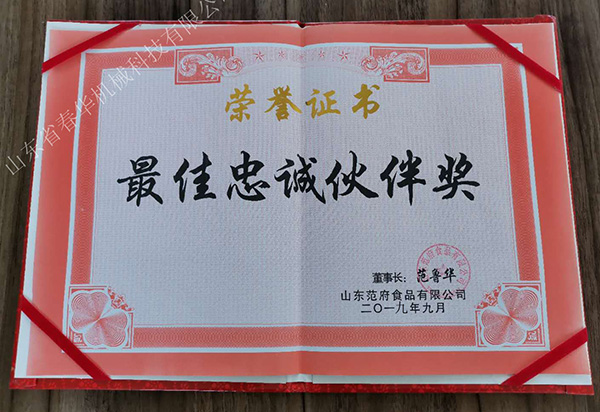 山东省春华机械科技有限公司
荣誉证书
最佳忠诚伙伴奖
董事长：范鲁华
山东范府食品有限公司
二〇一九年九月